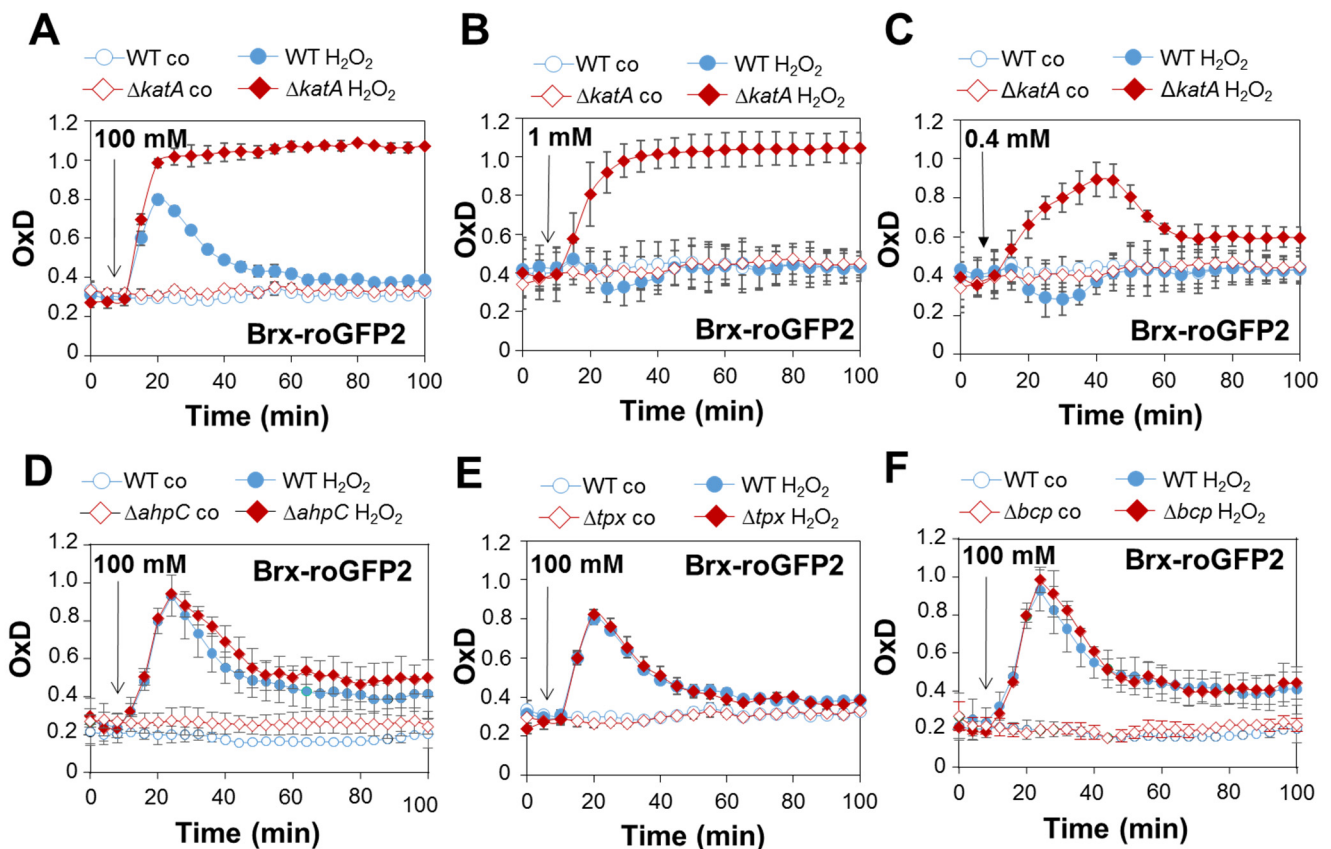 A
WT co
WT H₂O₂
ΔkatA co
ΔkatA H₂O₂
1.2
1.0
0.8
0.6
0.4
0.2
0
OxD
100 mM
Brx-roGFP2
0 20 40 60 80 100
Time (min)
B
WT co
WT H₂O₂
ΔkatA co
ΔkatA H₂O₂
1.2
1.0
0.8
0.6
0.4
0.2
0
OxD
1 mM
Brx-roGFP2
0 20 40 60 80 100
Time (min)
C
WT co
WT H₂O₂
ΔkatA co
ΔkatA H₂O₂
1.2
1.0
0.8
0.6
0.4
0.2
0
OxD
0.4 mM
Brx-roGFP2
0 20 40 60 80 100
Time (min)
D
WT co
WT H₂O₂
ΔahpC co
ΔahpC H₂O₂
1.2
1.0
0.8
0.6
0.4
0.2
0
OxD
100 mM
Brx-roGFP2
0 20 40 60 80 100
Time (min)
E
WT co
WT H₂O₂
Δtpx co
Δtpx H₂O₂
1.2
1.0
0.8
0.6
0.4
0.2
0
OxD
100 mM
Brx-roGFP2
0 20 40 60 80 100
Time (min)
F
WT co
WT H₂O₂
Δbcp co
Δbcp H₂O₂
1.2
1.0
0.8
0.6
0.4
0.2
0
OxD
100 mM
Brx-roGFP2
0 20 40 60 80 100
Time (min)